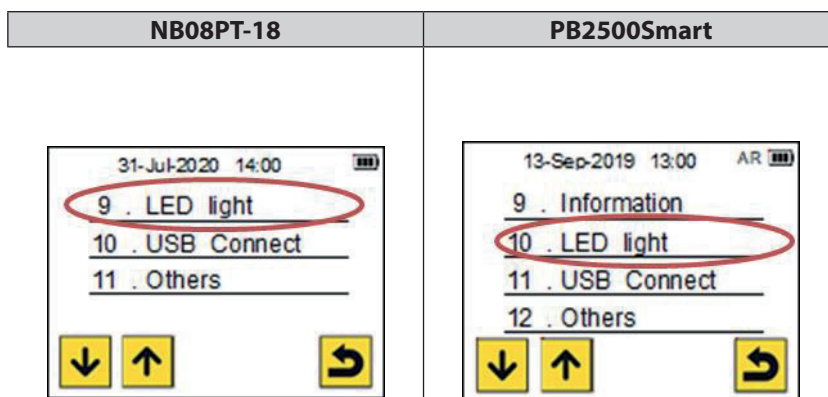 NB08PT-18
PB2500Smart
31-Jul-2020 14:00
9 . LED light
10 . USB Connect
11 . Others
13-Sep-2019 13:00 AR
9 . Information
10 . LED light
11 . USB Connect
12 . Others